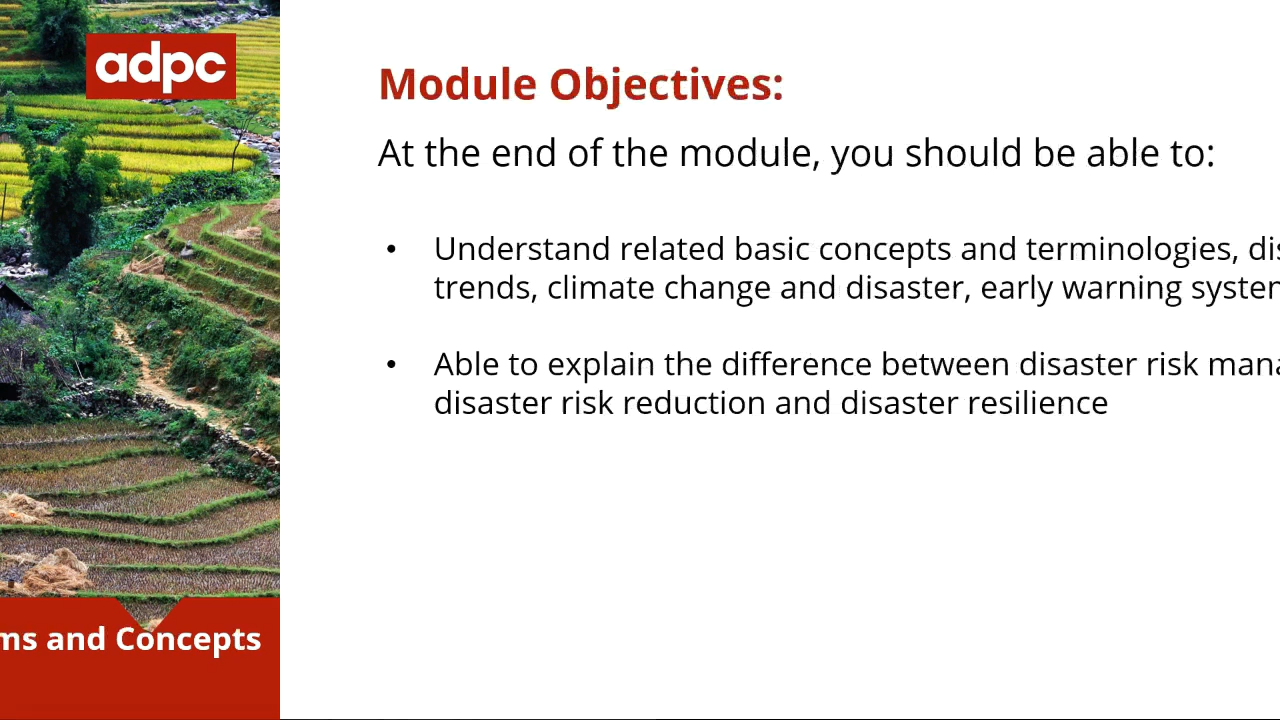 adpc
Module Objectives:
At the end of the module, you should be able to:
• Understand related basic concepts and terminologies,
trends, climate change and disaster, early warning
• Able to explain the difference between disaster risk
disaster risk reduction and disaster resilience
and Concepts